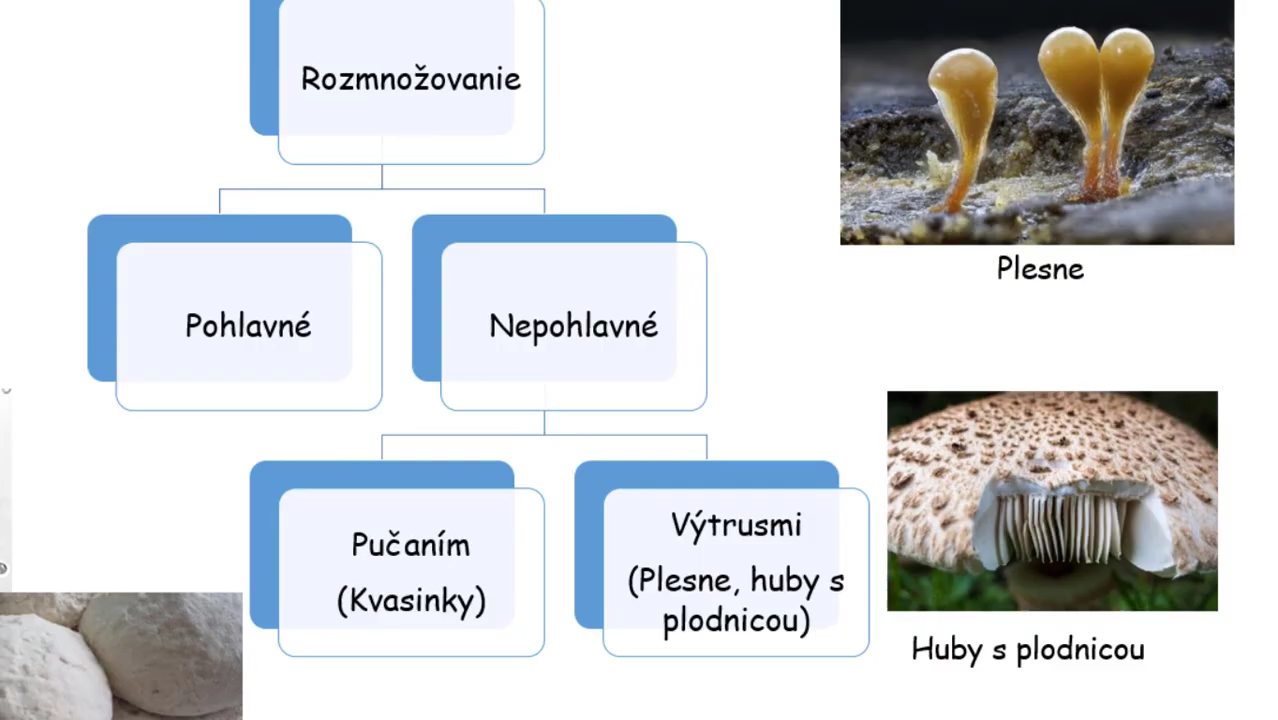 Rozmnožovanie
Pohlavné
Nepohlavné
Plesne
Pučaním
(Kvasinky)
Výtrusmi
(Plesne, huby s
plodnicou)
Huby s plodnicou